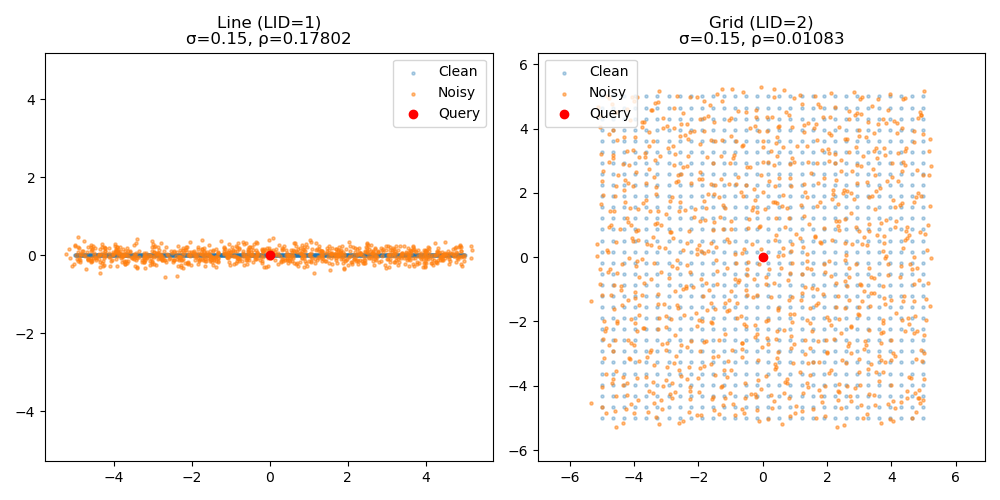 Line (LID=1)
σ=0.15, ρ=0.17802
Clean
Noisy
Query
4
2
0
−2
−4
−4
−2
0
2
4
Grid (LID=2)
σ=0.15, ρ=0.01083
Clean
Noisy
Query
6
4
2
0
−2
−4
−6
−6
−4
−2
0
2
4
6